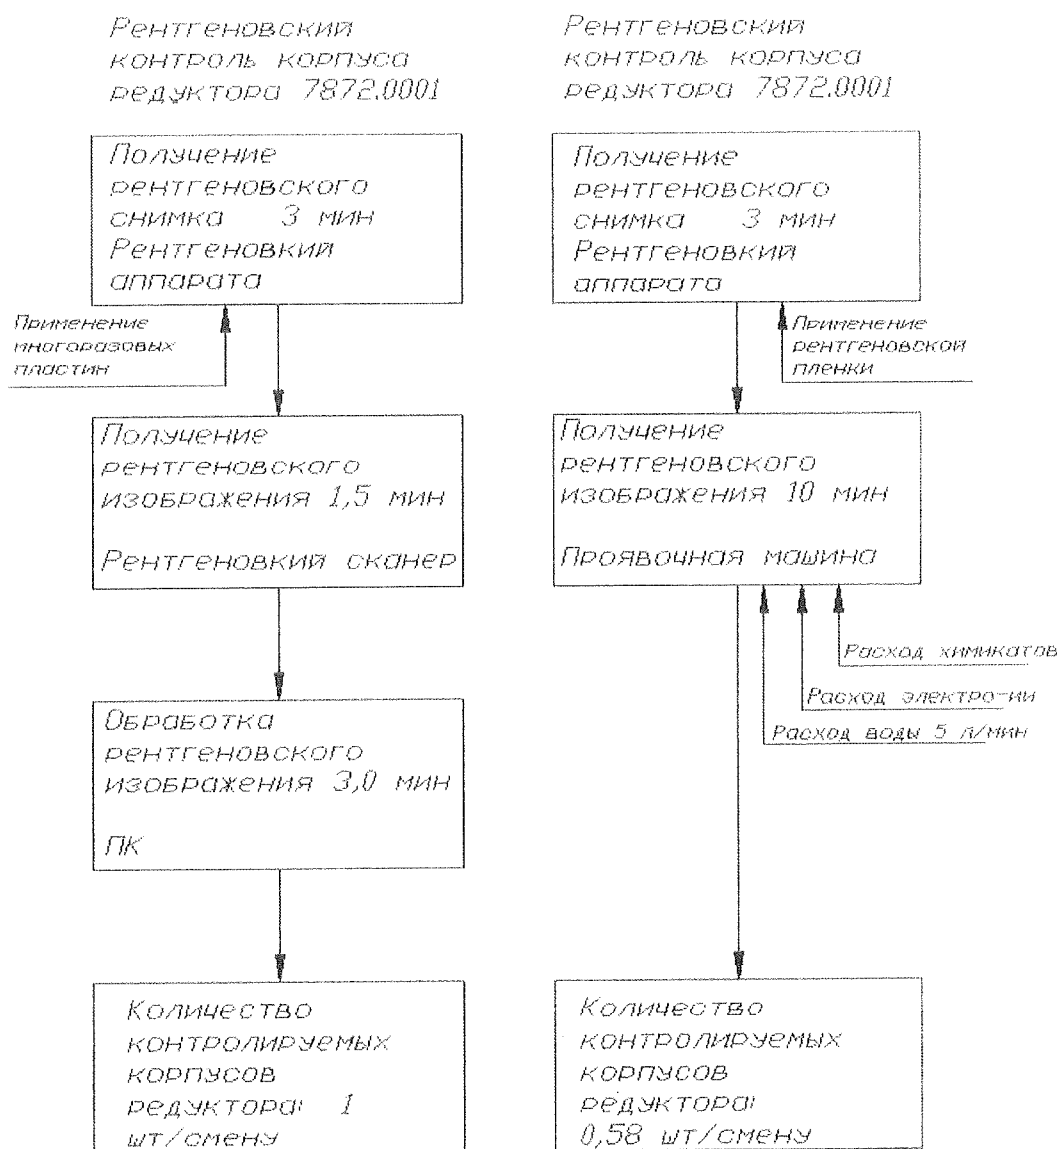 Рентгеновский
контроль корпуса
редуктора 7872.0001
Получение
рентгеновского
снимка 3 мин
Рентгеновкий
аппарата
Применение
многоразовых
пластин
Получение
рентгеновского
изображения 1,5 мин
Рентгеновкий сканер
Обработка
рентгеновского
изображения 3,0 мин
ПК
Количество
контролируемых
корпусов
редуктора: 1
шт/смену
Рентгеновский
контроль корпуса
редуктора 7872.0001
Получение
рентгеновского
снимка 3 мин
Рентгеновкий
аппарата
Применение
рентгеновской
пленки
Получение
рентгеновского
изображения 10 мин
Проявочная машина
Расход химикатов
Расход электро-ии
Расход воды 5 л/мин
Количество
контролируемых
корпусов
редуктора:
0,58 шт/смену